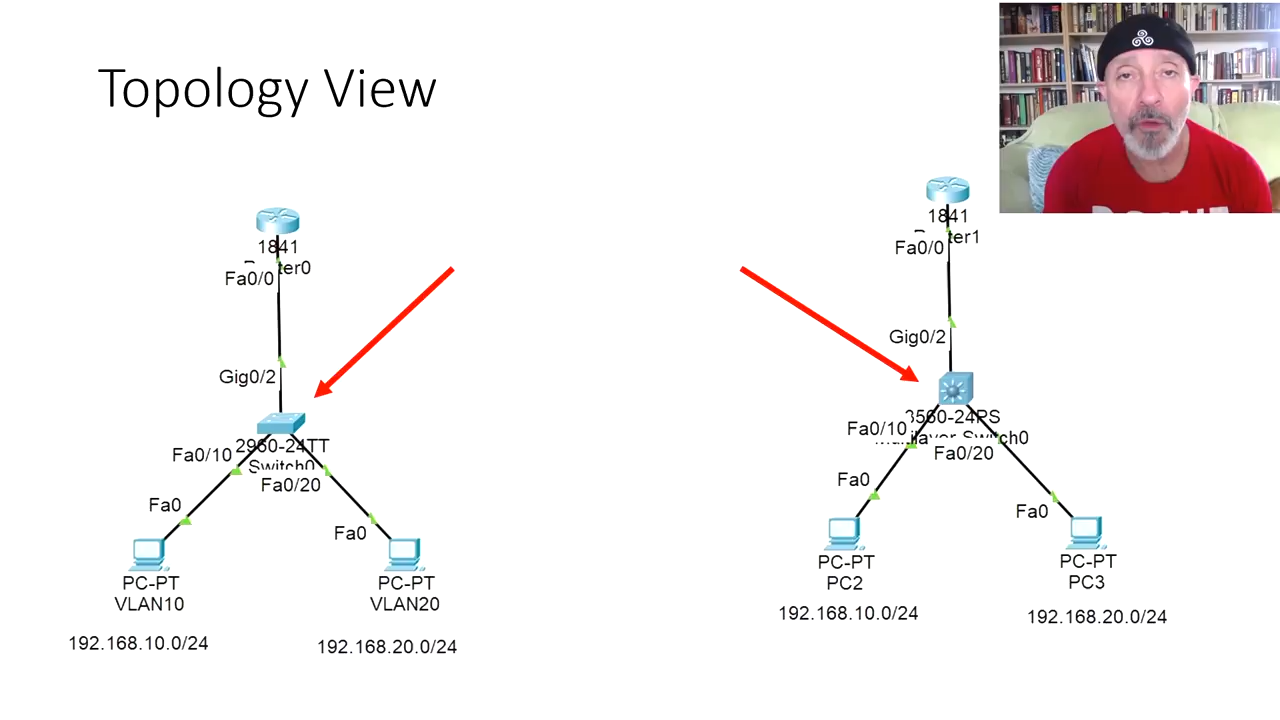 Topology View
1841
Fa0/0
Gig0/2
Fa0/10
2960-24TT
Switch0
Fa0/20
Fa0
Fa0
PC-PT
VLAN10
PC-PT
VLAN20
192.168.10.0/24
192.168.20.0/24
1841
Fa0/0
Gig0/2
Fa0/10
3560-24PS
Fa0/20
Fa0
Fa0
PC-PT
PC2
PC-PT
PC3
192.168.10.0/24
192.168.20.0/24